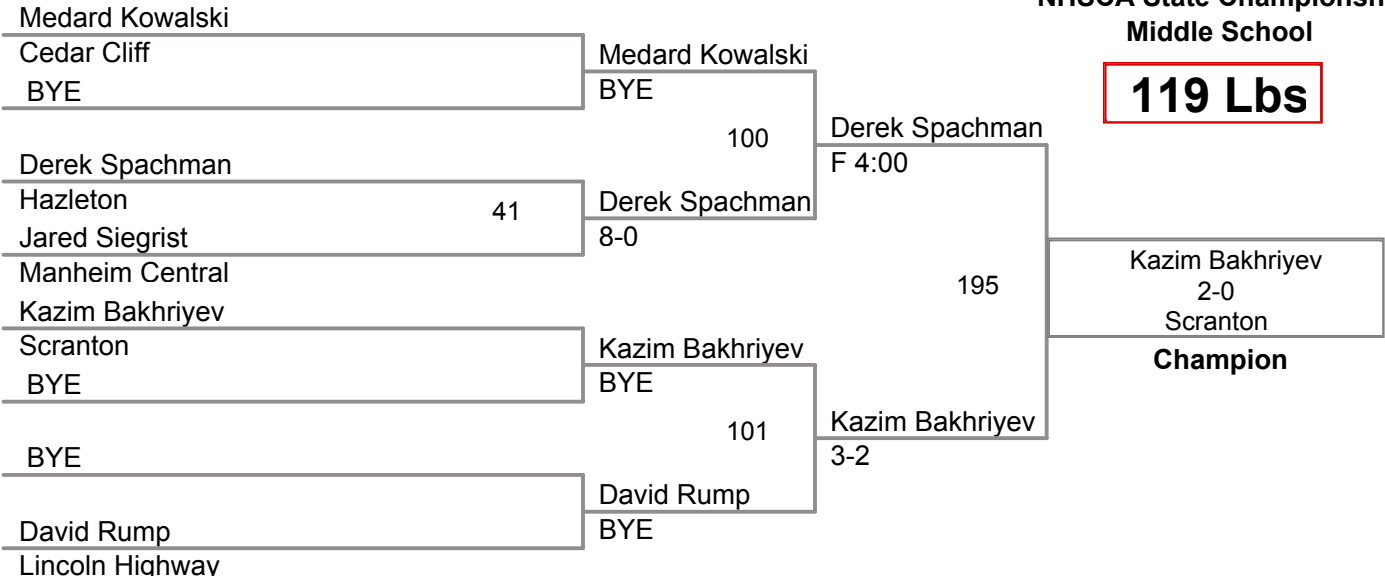 NHSCA State Championsh
Middle School
119 Lbs
Medard Kowalski
Cedar Cliff
BYE
Medard Kowalski
BYE
100
Derek Spachman
F 4:00
Derek Spachman
Hazleton
41
Jared Siegrist
Manheim Central
Derek Spachman
8-0
195
Kazim Bakhriyev
2-0
Scranton
Champion
Kazim Bakhriyev
Scranton
BYE
Kazim Bakhriyev
BYE
101
Kazim Bakhriyev
3-2
BYE
David Rump
BYE
David Rump
Lincoln Highway